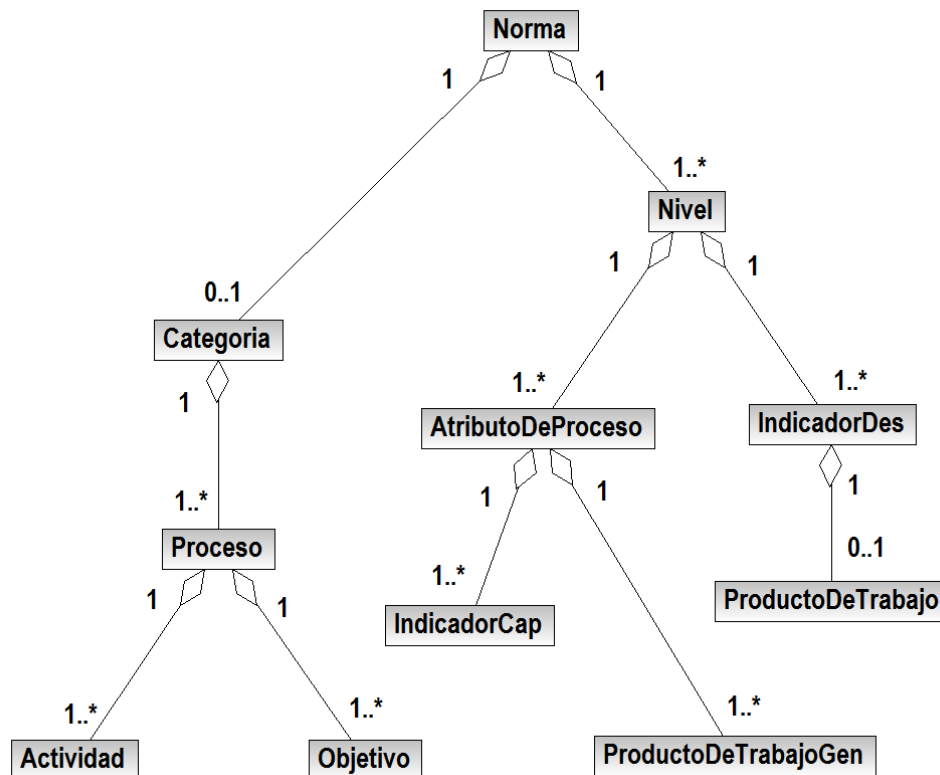 Norma
1
1
1..*
Nivel
1
1
0..1
Categoria
1
1..*
1..*
AtributoDeProceso
IndicadorDes
1
1
1
1..*
Proceso
0..1
1..*
1
1
ProductoDeTrabajo
IndicadorCap
1..*
1..*
1..*
Actividad
Objetivo
ProductoDeTrabajoGen